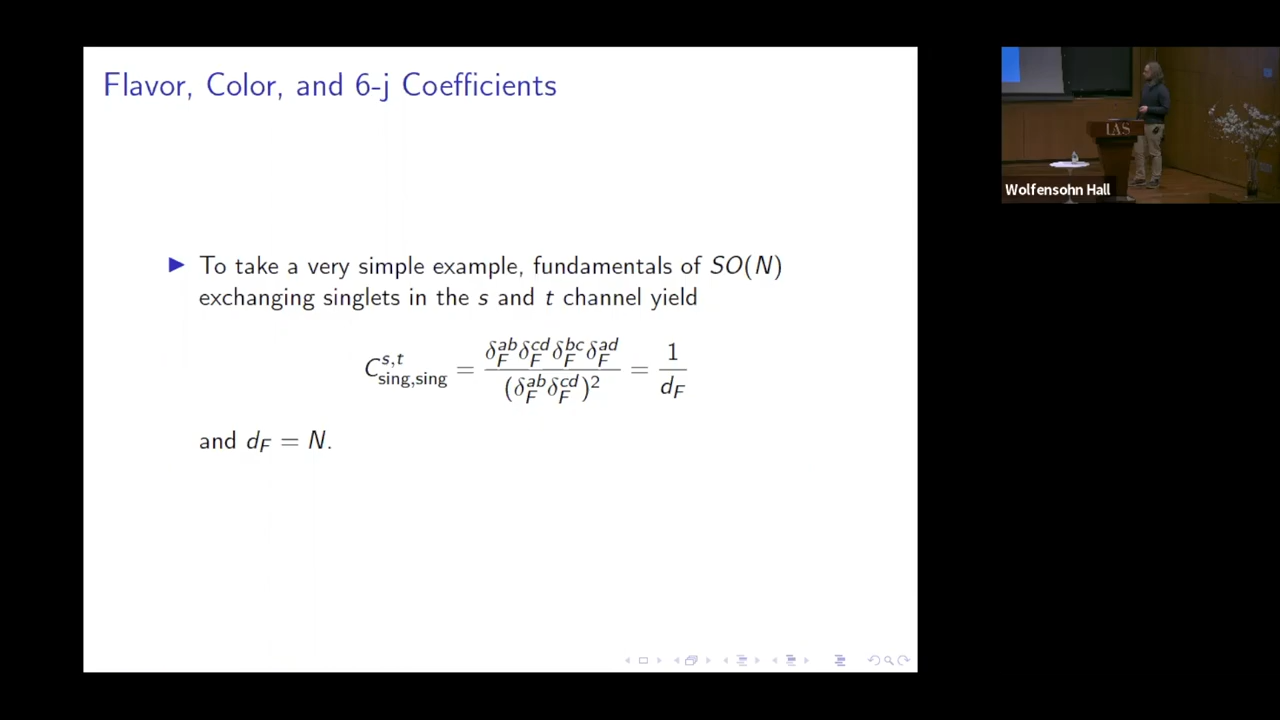 Flavor, Color, and 6-j Coefficients
▶ To take a very simple example, fundamentals of SO(N)
exchanging singlets in the s and t channel yield
C^{s,t}_{sing,sing} = \frac{δ_F^{ab} δ_F^{cd} δ_F^{bc} δ_F^{ad}}{(δ_F^{ab} δ_F^{cd})^2} = \frac{1}{d_F}
and d_F = N.
IAS
Wolfensohn Hall